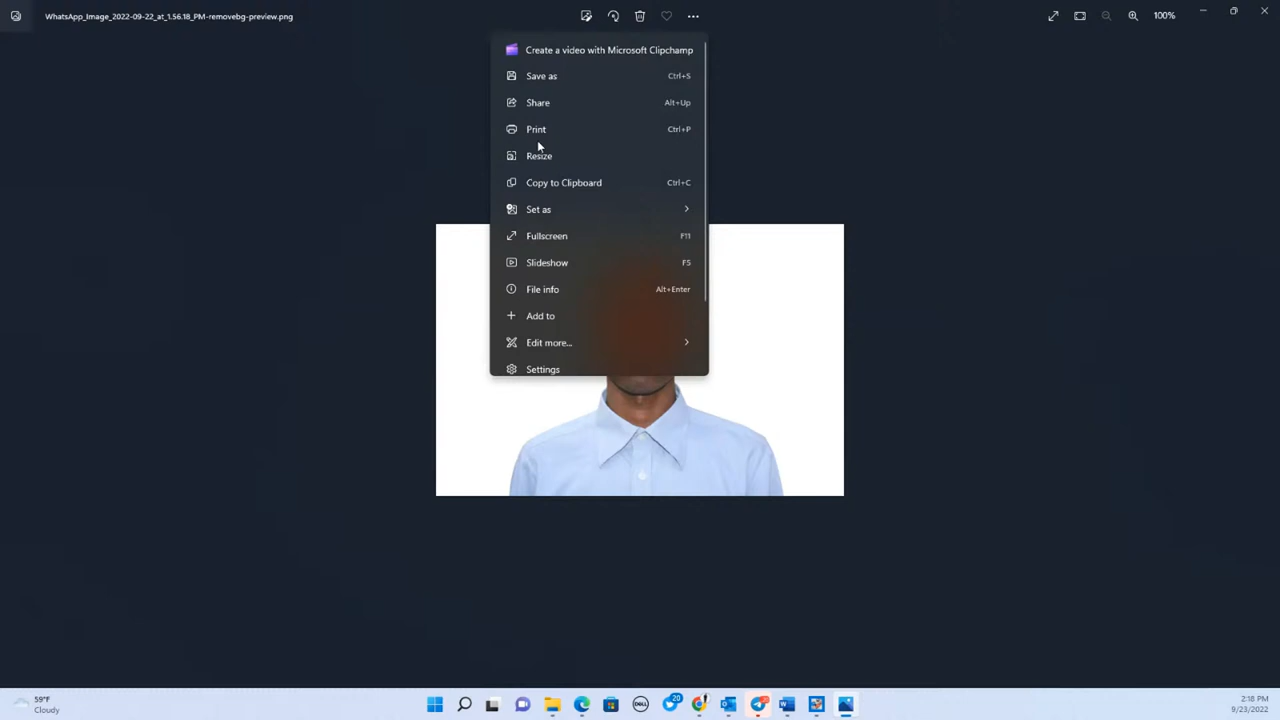 WhatsApp_Image_2022-09-22_at_1.56.18_PM-removebg-preview.png
100%
Create a video with Microsoft Clipchamp
Save as Ctrl+S
Share Alt+Up
Print Ctrl+P
Resize
Copy to Clipboard Ctrl+C
Set as
Fullscreen F11
Slideshow F5
File info Alt+Enter
Add to
Edit more...
Settings
59°F
Cloudy
DELL
20
2:18 PM
9/23/2022